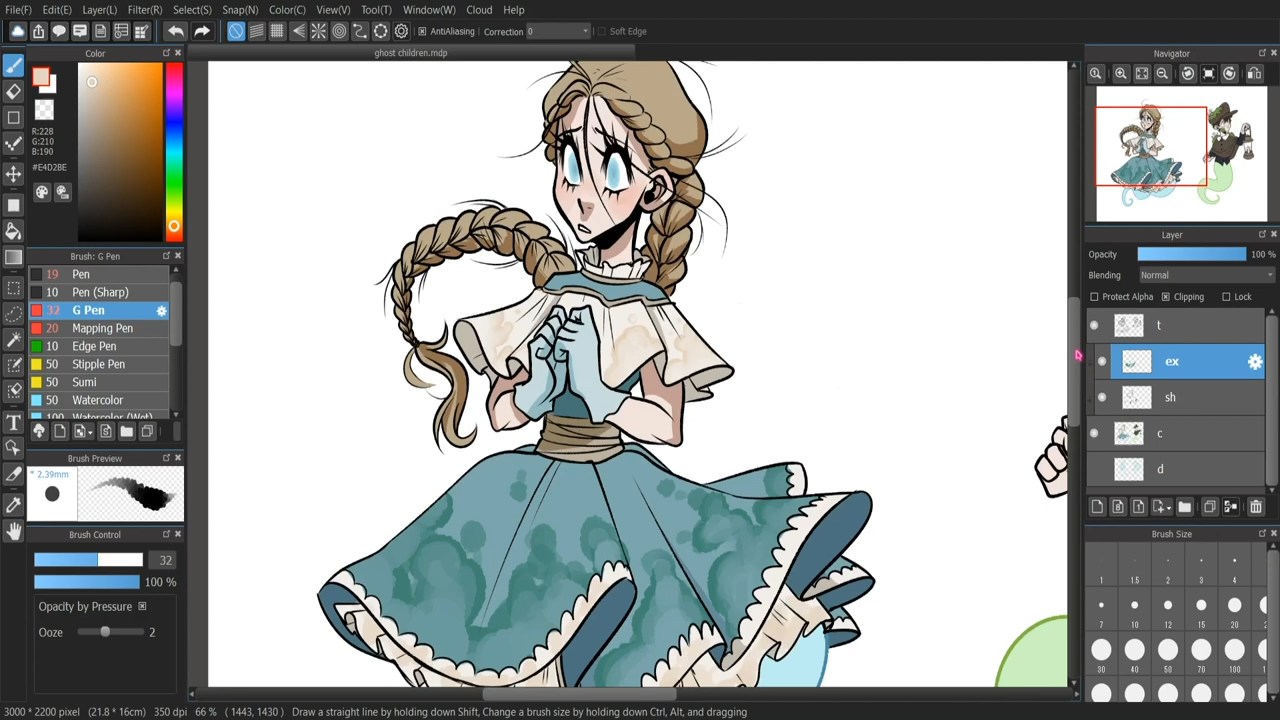 File(F) Edit(E) Layer(L) Filter(R) Select(S) Snap(N) Color(C) View(V) Tool(T) Window(W) Cloud Help
AntiAliasing Correction 0 Soft Edge
Color
ghost children.mdp
Navigator
R:228
G:210
B:190
#E4D2BE
Brush: G Pen
19 Pen
10 Pen (Sharp)
32 G Pen
20 Mapping Pen
10 Edge Pen
50 Stipple Pen
50 Sumi
50 Watercolor
100 Watercolor (Wet)
Brush Preview
* 2.39mm
Brush Control
32
100 %
Opacity by Pressure
Ooze 2
Layer
Opacity 100 %
Blending Normal
Protect Alpha Clipping Lock
t
ex
sh
c
d
Brush Size
1 1.5 2 3 4
7 10 12 15 20
30 40 50 70 100
3000 * 2200 pixel (21.8 * 16cm) 350 dpi 66 % ( 1443, 1430 ) Draw a straight line by holding down Shift, Change a brush size by holding down Ctrl, Alt, and dragging